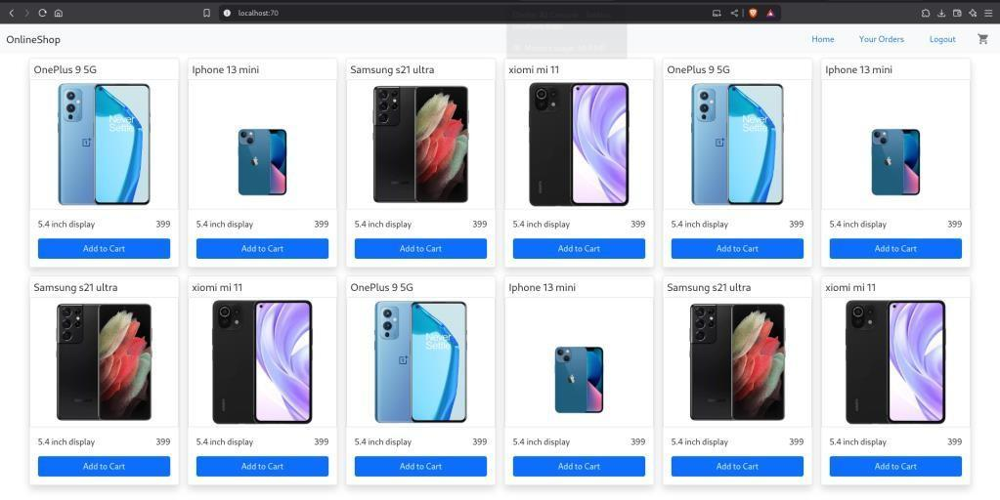 localhost:70
OnlineShop
Home
Your Orders
Logout
OnePlus 9 5G
Iphone 13 mini
Samsung s21 ultra
xiomi mi 11
OnePlus 9 5G
Iphone 13 mini
Never
Settle
Never
Settle
5.4 inch display 399
5.4 inch display 399
5.4 inch display 399
5.4 inch display 399
5.4 inch display 399
5.4 inch display 399
Add to Cart
Add to Cart
Add to Cart
Add to Cart
Add to Cart
Add to Cart
Samsung s21 ultra
xiomi mi 11
OnePlus 9 5G
Iphone 13 mini
Samsung s21 ultra
xiomi mi 11
Never
Settle
5.4 inch display 399
5.4 inch display 399
5.4 inch display 399
5.4 inch display 399
5.4 inch display 399
5.4 inch display 399
Add to Cart
Add to Cart
Add to Cart
Add to Cart
Add to Cart
Add to Cart